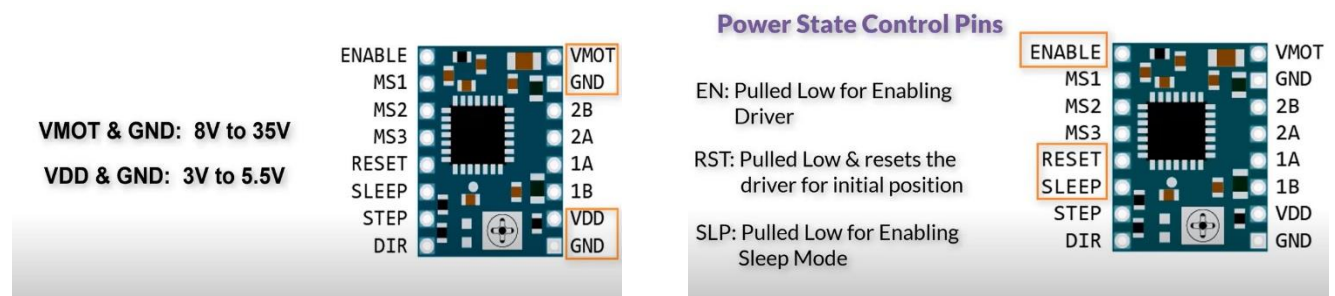 VMOT & GND: 8V to 35V
VDD & GND: 3V to 5.5V
ENABLE
MS1
MS2
MS3
RESET
SLEEP
STEP
DIR
VMOT
GND
2B
2A
1A
1B
VDD
GND
Power State Control Pins
EN: Pulled Low for Enabling
Driver
RST: Pulled Low & resets the
driver for initial position
SLP: Pulled Low for Enabling
Sleep Mode
ENABLE
MS1
MS2
MS3
RESET
SLEEP
STEP
DIR
VMOT
GND
2B
2A
1A
1B
VDD
GND